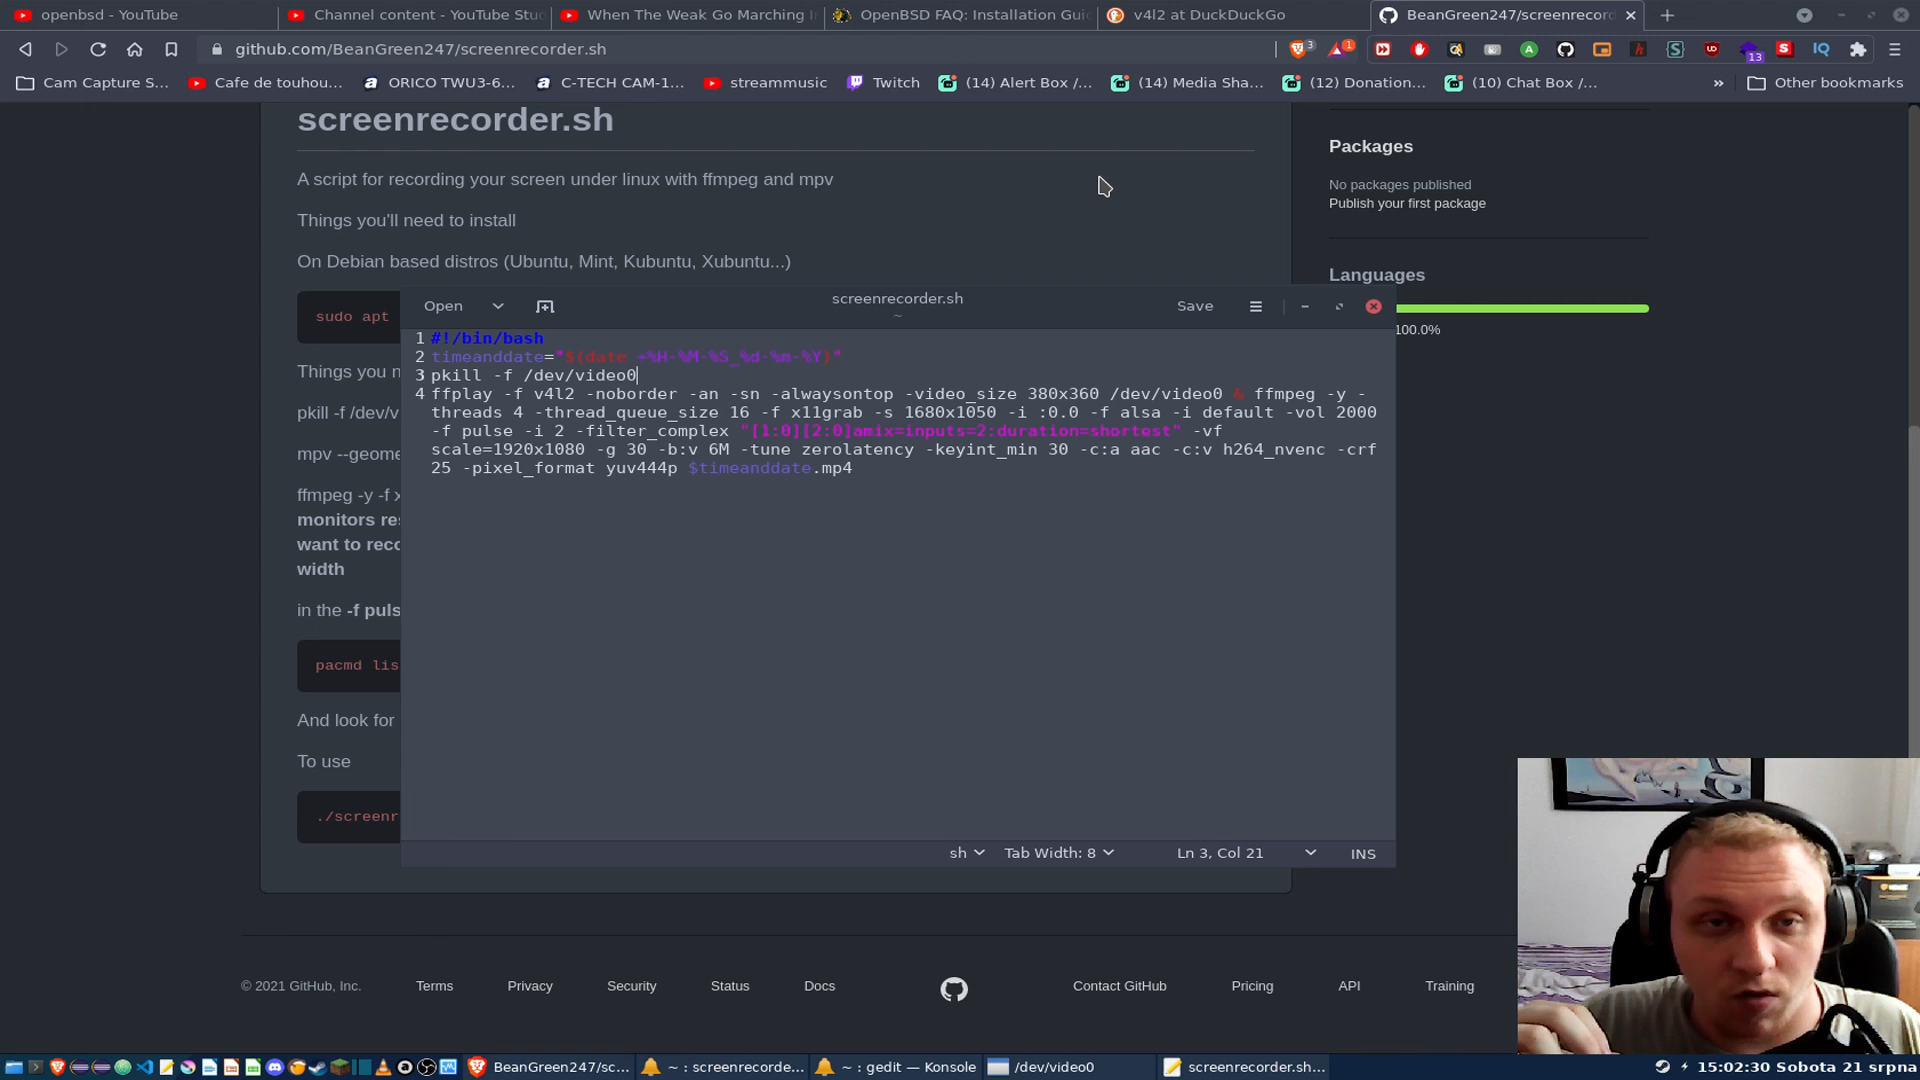 openbsd - YouTube
Channel content - YouTube Stu
When The Weak Go Marching I
OpenBSD FAQ: Installation Gui
v4l2 at DuckDuckGo
BeanGreen247/screenrecor
github.com/BeanGreen247/screenrecorder.sh
3
1
13
IQ
Cam Capture S...
Cafe de touhou...
ORICO TWU3-6...
C-TECH CAM-1...
streammusic
Twitch
(14) Alert Box /...
(14) Media Sha...
(12) Donation...
(10) Chat Box /...
»
Other bookmarks
screenrecorder.sh
A script for recording your screen under linux with ffmpeg and mpv
Things you'll need to install
On Debian based distros (Ubuntu, Mint, Kubuntu, Xubuntu...)
sudo apt
Things you n
pkill -f /dev/v
mpv --geome
ffmpeg -y -f x
monitors res
want to reco
width
in the -f puls
pacmd lis
And look for
To use
./screenr
Packages
No packages published
Publish your first package
Languages
100.0%
Open
screenrecorder.sh
~
Save
1 #!/bin/bash
2 timeanddate="$(date +%H-%M-%S_%d-%m-%Y)"
3 pkill -f /dev/video0
4 ffplay -f v4l2 -noborder -an -sn -alwaysontop -video_size 380x360 /dev/video0 & ffmpeg -y -
threads 4 -thread_queue_size 16 -f x11grab -s 1680x1050 -i :0.0 -f alsa -i default -vol 2000
-f pulse -i 2 -filter_complex "[1:0][2:0]amix=inputs=2:duration=shortest" -vf
scale=1920x1080 -g 30 -b:v 6M -tune zerolatency -keyint_min 30 -c:a aac -c:v h264_nvenc -crf
25 -pixel_format yuv444p $timeanddate.mp4
sh
Tab Width: 8
Ln 3, Col 21
INS
© 2021 GitHub, Inc.
Terms
Privacy
Security
Status
Docs
Contact GitHub
Pricing
API
Training
BeanGreen247/sc...
~ : screenrecorde...
~ : gedit — Konsole
/dev/video0
screenrecorder.sh...
15:02:30 Sobota 21 srpna